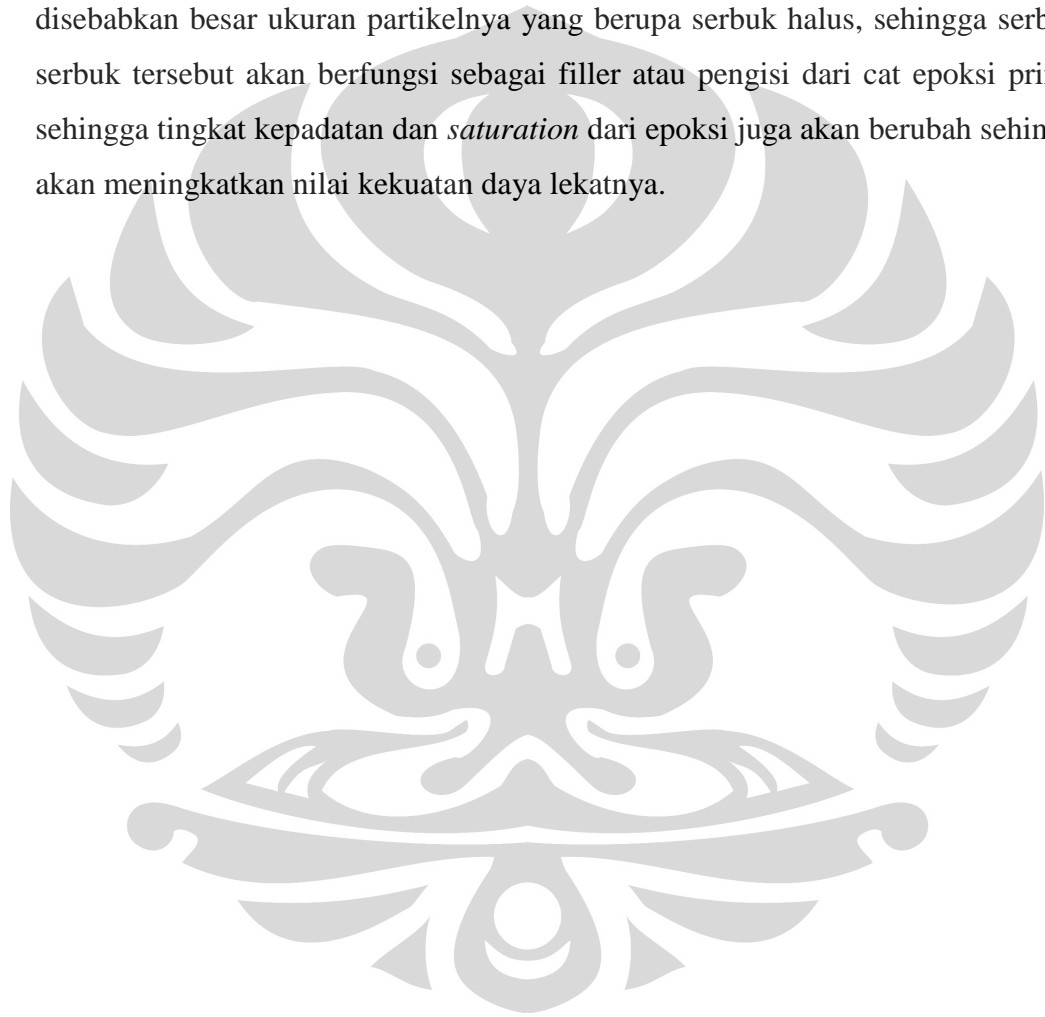 disebabkan besar ukuran partikelnya yang berupa serbuk halus, sehingga
serbuk tersebut akan berfungsi sebagai filler atau pengisi dari cat epoksi
sehingga tingkat kepadatan dan saturation dari epoksi juga akan berubah
akan meningkatkan nilai kekuatan daya lekatnya.